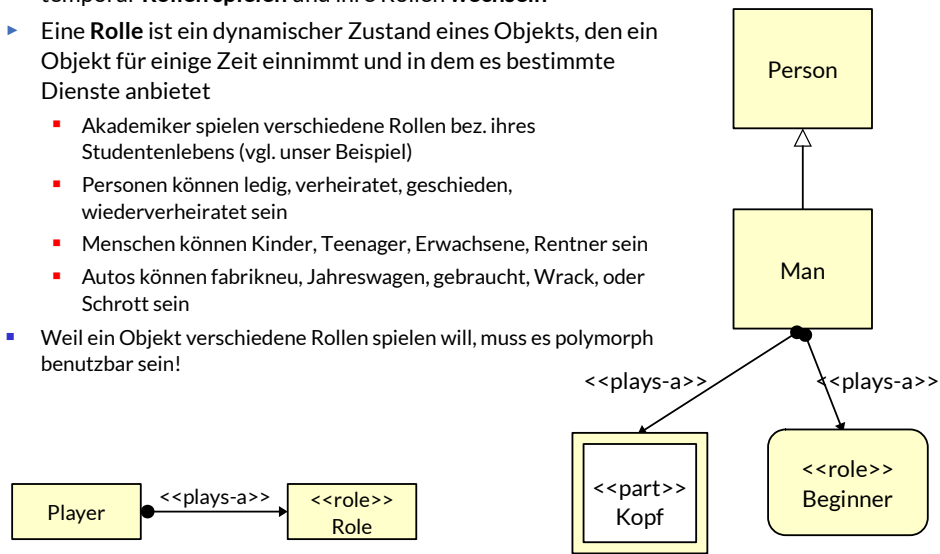 temporär Rollen spielen und ihre Rollen wechseln
Eine Rolle ist ein dynamischer Zustand eines Objekts, den ein
Objekt für einige Zeit einnimmt und in dem es bestimmte
Dienste anbietet
Akademiker spielen verschiedene Rollen bez. ihres
Studentenlebens (vgl. unser Beispiel)
Personen können ledig, verheiratet, geschieden,
wiederverheiratet sein
Menschen können Kinder, Teenager, Erwachsene, Rentner sein
Autos können fabrikneu, Jahreswagen, gebraucht, Wrack, oder
Schrott sein
Weil ein Objekt verschiedene Rollen spielen will, muss es polymorph
benutzbar sein!
Person
Man
<<plays-a>>
<<plays-a>>
<<part>>
Kopf
<<role>>
Beginner
Player
<<plays-a>>
<<role>>
Role